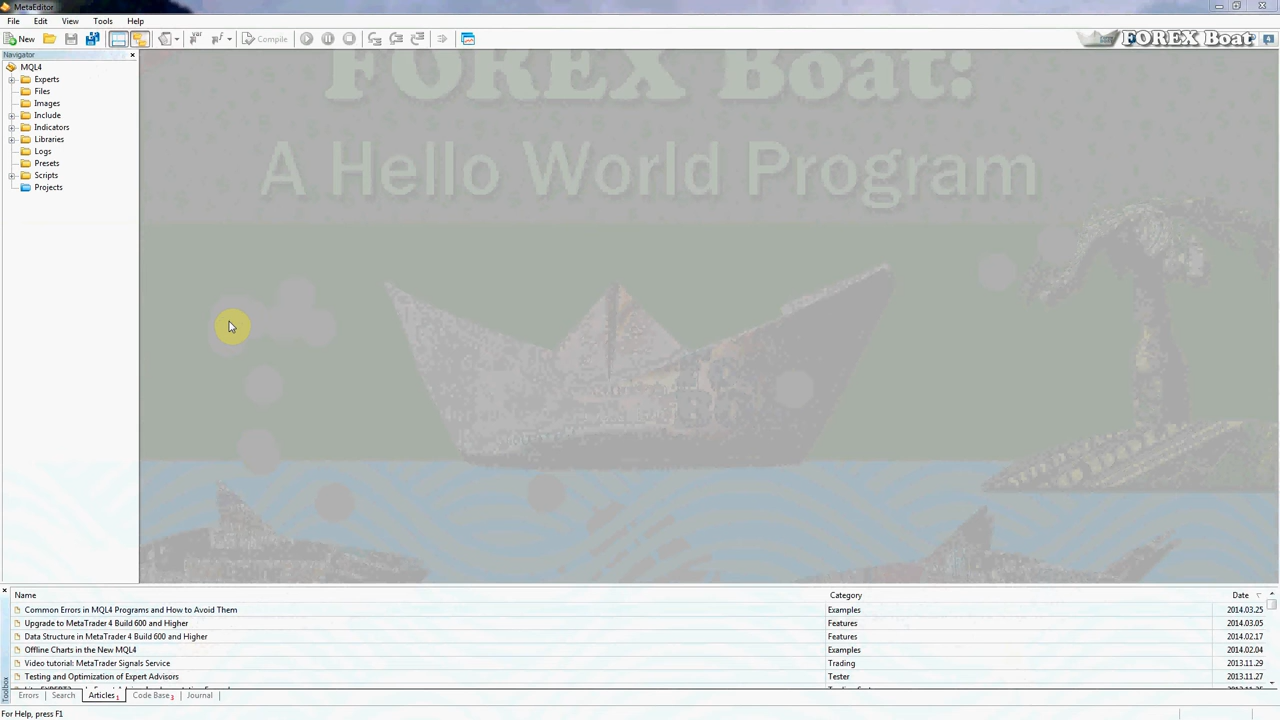 MetaEditor
File Edit View Tools Help
New Compile FOREX Boat
Navigator
MQL4
Experts
Files
Images
Include
Indicators
Libraries
Logs
Presets
Scripts
Projects
FOREX Boat:
A Hello World Program
Name Category Date
Common Errors in MQL4 Programs and How to Avoid Them Examples 2014.03.25
Upgrade to MetaTrader 4 Build 600 and Higher Features 2014.03.05
Data Structure in MetaTrader 4 Build 600 and Higher Features 2014.02.17
Offline Charts in the New MQL4 Examples 2014.02.04
Video tutorial: MetaTrader Signals Service Trading 2013.11.29
Testing and Optimization of Expert Advisors Tester 2013.11.27
Toolbox
Errors Search Articles 1 Code Base 3 Journal
For Help, press F1